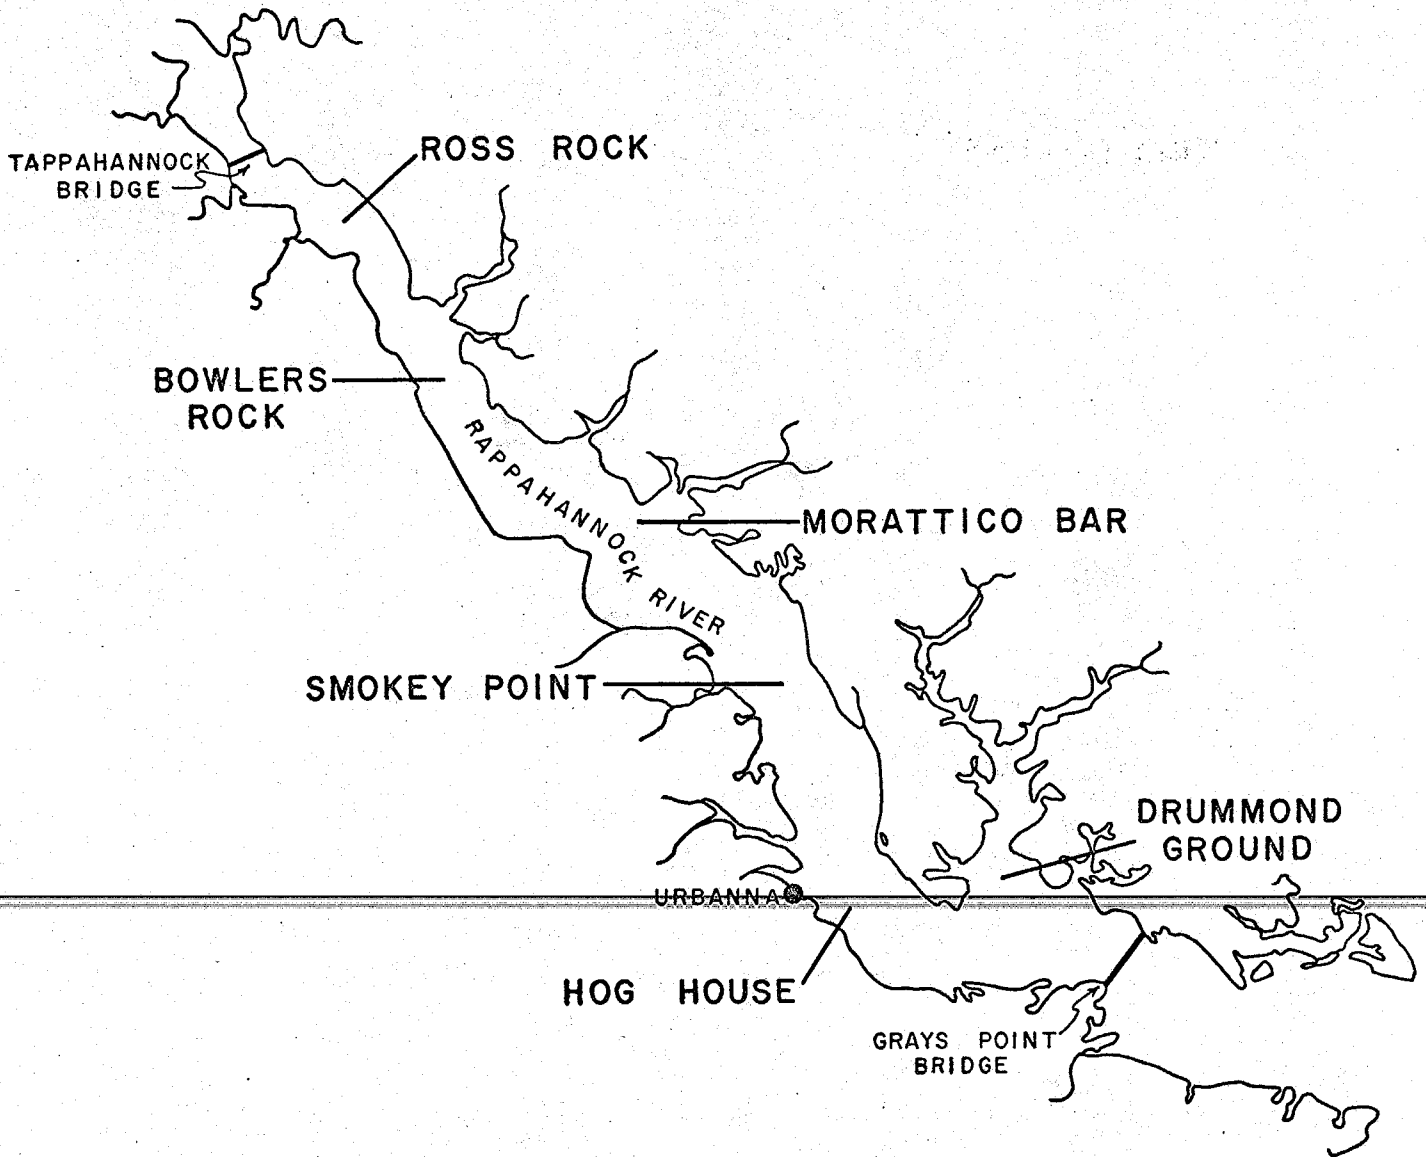 ROSS ROCK
TAPPAHANNOCK
BRIDGE
BOWLERS
ROCK
RAPPAHANNOCK RIVER
MORATTICO BAR
SMOKEY POINT
DRUMMOND
GROUND
URBANNA
HOG HOUSE
GRAYS POINT
BRIDGE